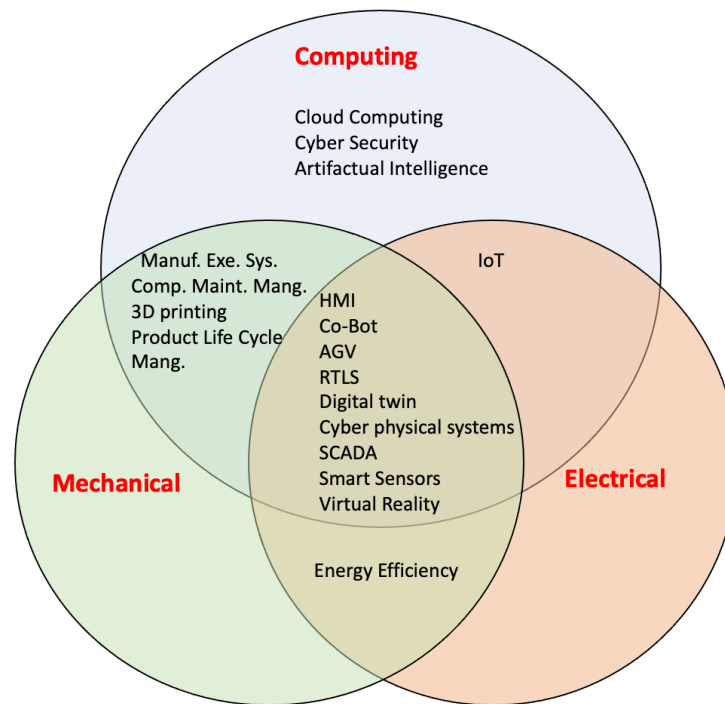 Computing
Cloud Computing
Cyber Security
Artifactual Intelligence
Manuf. Exe. Sys.
Comp. Maint. Mang.
3D printing
Product Life Cycle
Mang.
IoT
HMI
Co-Bot
AGV
RTLS
Digital twin
Cyber physical systems
SCADA
Smart Sensors
Virtual Reality
Mechanical
Electrical
Energy Efficiency